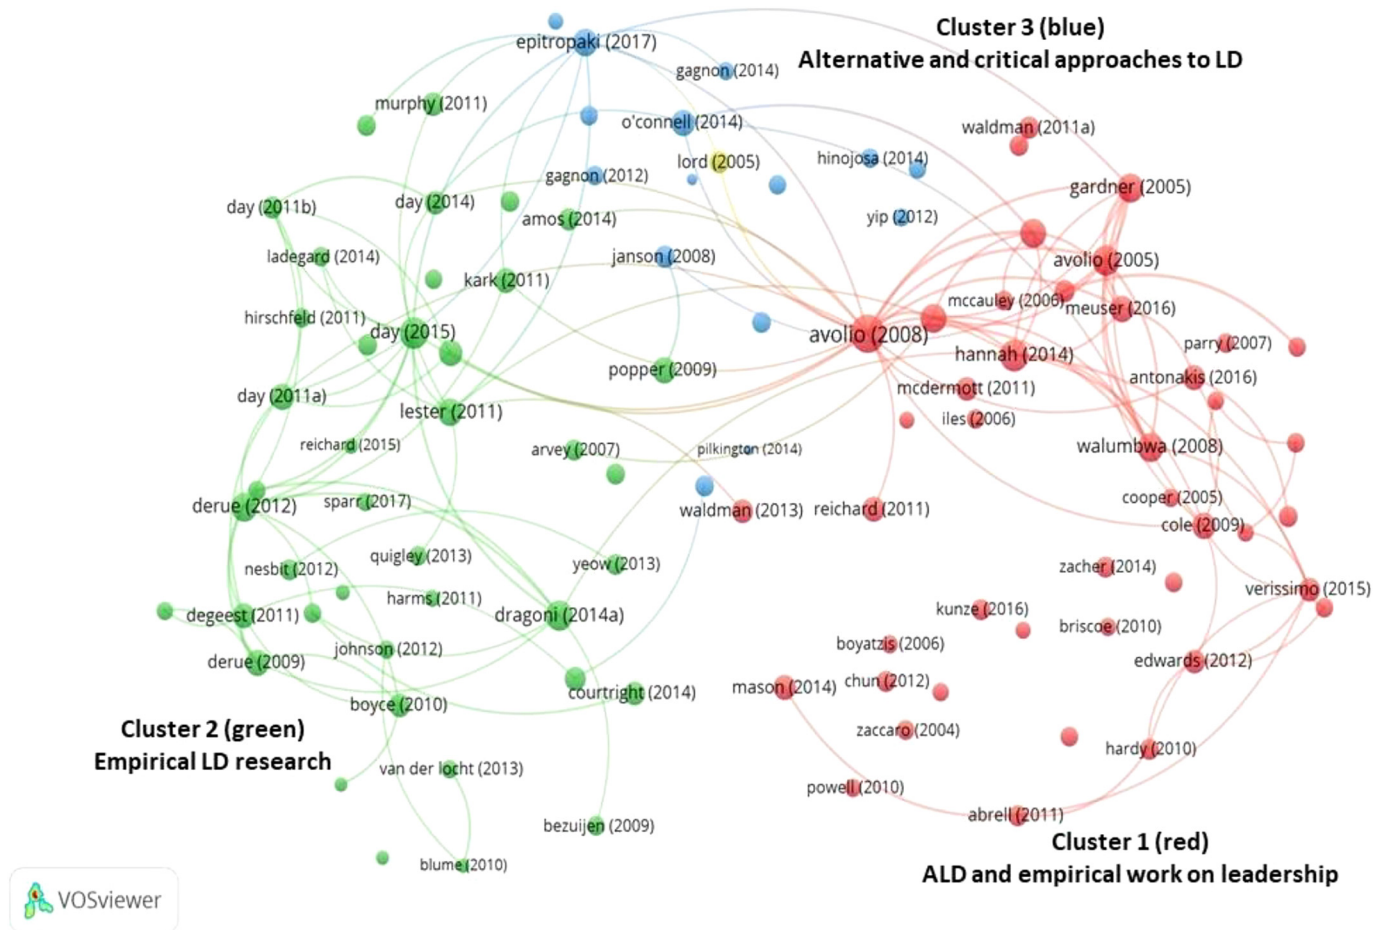 Cluster 3 (blue)
Alternative and critical approaches to LD
epitropaki (2017)
gagnon (2014)
murphy (2011)
o'connell (2014)
waldman (2011a)
lord (2005)
hinojosa (2014)
gagnon (2012)
gardner (2005)
day (2011b)
day (2014)
amos (2014)
yip (2012)
ladegard (2014)
janson (2008)
avolio (2005)
kark (2011)
mccauley (2006)
meuser (2016)
hirschfeld (2011)
day (2015)
avolio (2008)
parry (2007)
hannah (2014)
popper (2009)
antonakis (2016)
mcdermott (2011)
day (2011a)
lester (2011)
iles (2006)
reichard (2015)
arvey (2007)
pilkington (2014)
walumbwa (2008)
derue (2012)
sparr (2017)
waldman (2013)
reichard (2011)
cooper (2005)
cole (2009)
quigley (2013)
nesbit (2012)
yeow (2013)
zacher (2014)
verissimo (2015)
harms (2011)
degeest (2011)
dragoni (2014a)
kunze (2016)
briscoe (2010)
johnson (2012)
boyatzis (2006)
derue (2009)
edwards (2012)
chun (2012)
mason (2014)
courtright (2014)
boyce (2010)
Cluster 2 (green)
Empirical LD research
zaccaro (2004)
hardy (2010)
van der locht (2013)
powell (2010)
abrell (2011)
bezuijen (2009)
Cluster 1 (red)
ALD and empirical work on leadership
blume (2010)
VOSviewer